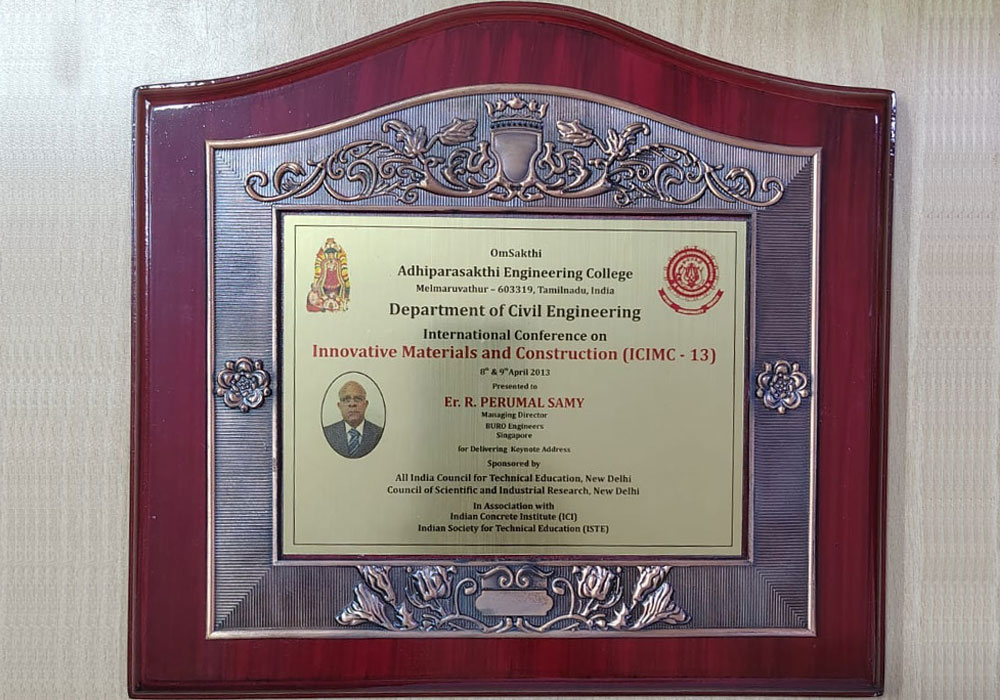 OmSakthi
Adhiparasakthi Engineering College
Melmaruvathur – 603319, Tamilnadu, India
Department of Civil Engineering
International Conference on
Innovative Materials and Construction (ICIMC - 13)
8th & 9th April 2013
Presented to
Er. R. PERUMAL SAMY
Managing Director
BURO Engineers
Singapore
for Delivering Keynote Address
Sponsored by
All India Council for Technical Education, New Delhi
Council of Scientific and Industrial Research, New Delhi
In Association with
Indian Concrete Institute (ICI)
Indian Society for Technical Education (ISTE)